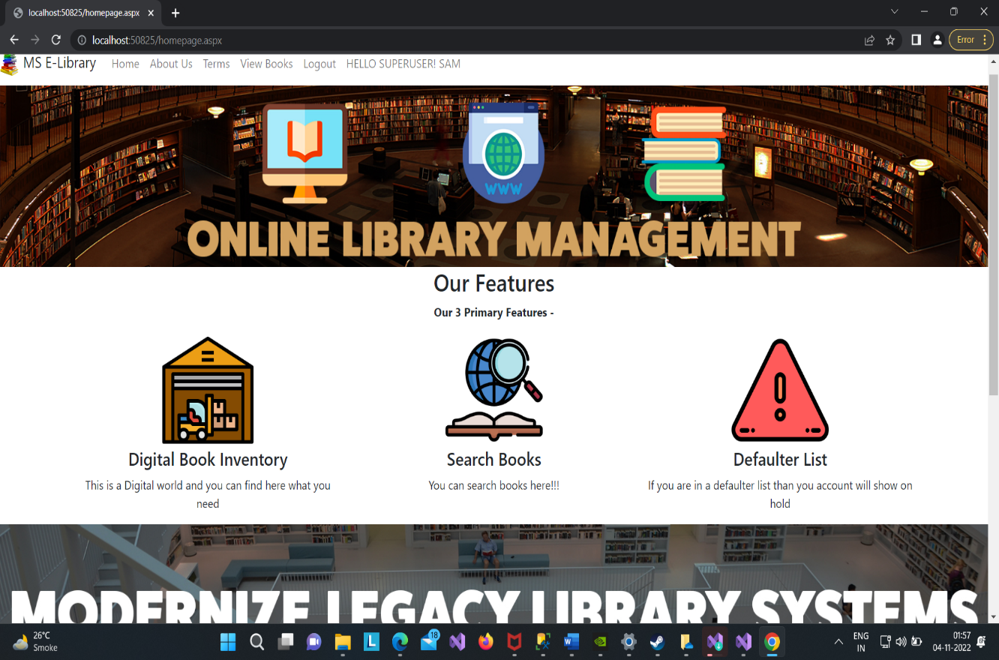 localhost:50825/homepage.aspx
localhost:50825/homepage.aspx
Error
MS E-Library Home About Us Terms View Books Logout HELLO SUPERUSER! SAM
WWW
ONLINE LIBRARY MANAGEMENT
Our Features
Our 3 Primary Features -
Digital Book Inventory
This is a Digital world and you can find here what you
need
Search Books
You can search books here!!!
Defaulter List
If you are in a defaulter list than you account will show on
hold
MODERNIZE LEGACY LIBRARY SYSTEMS
26°C
Smoke
L
18
W
ENG
IN
01:57
04-11-2022